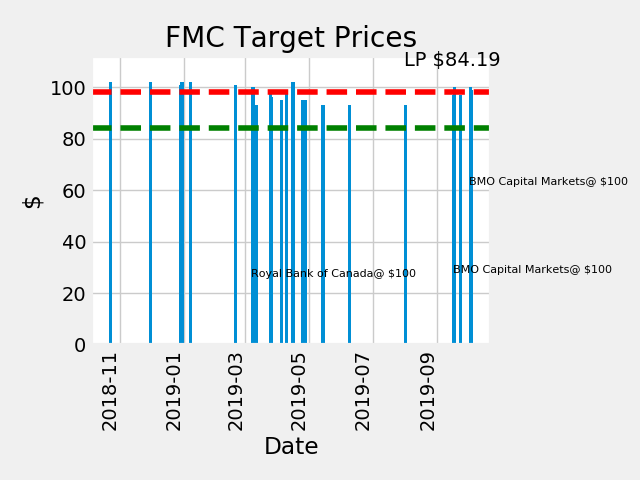 FMC Target Prices
LP $84.19
100
80
60
40
20
0
$
BMO Capital Markets@ $100
Royal Bank of Canada@ $100
BMO Capital Markets@ $100
2018-11
2019-01
2019-03
2019-05
2019-07
2019-09
Date